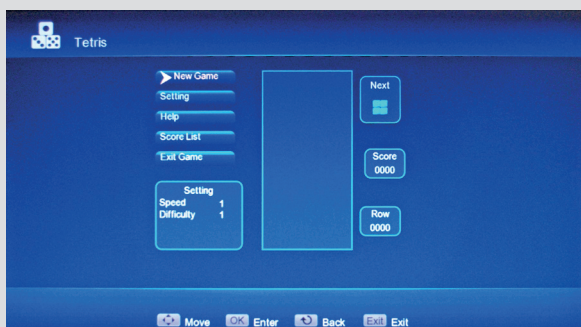 Tetris
New Game
Setting
Help
Score List
Exit Game
Setting
Speed 1
Difficulty 1
Next
Score
0000
Row
0000
Move OK Enter Back Exit Exit